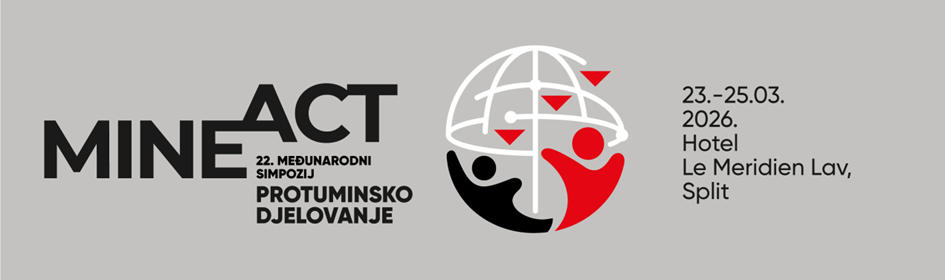 MINE ACT
22. MEĐUNARODNI
SIMPOZIJ
PROTUMINSKO
DJELOVANJE
23.-25.03.
2026.
Hotel
Le Meridien Lav,
Split